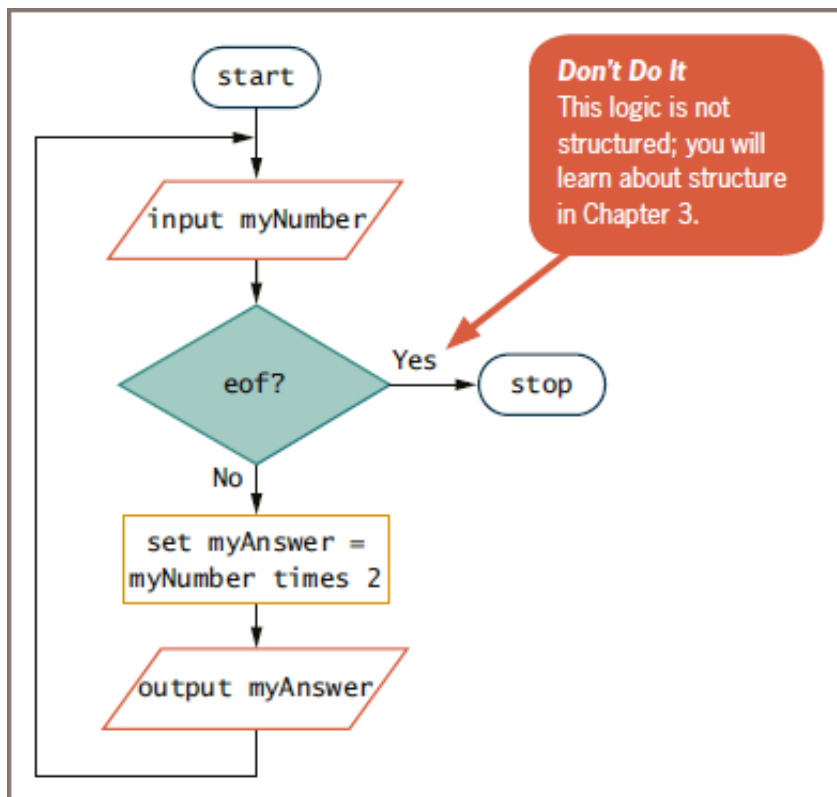 start
Don't Do It
This logic is not
structured; you will
learn about structure
in Chapter 3.
input myNumber
eof?
Yes
stop
No
set myAnswer =
myNumber times 2
output myAnswer